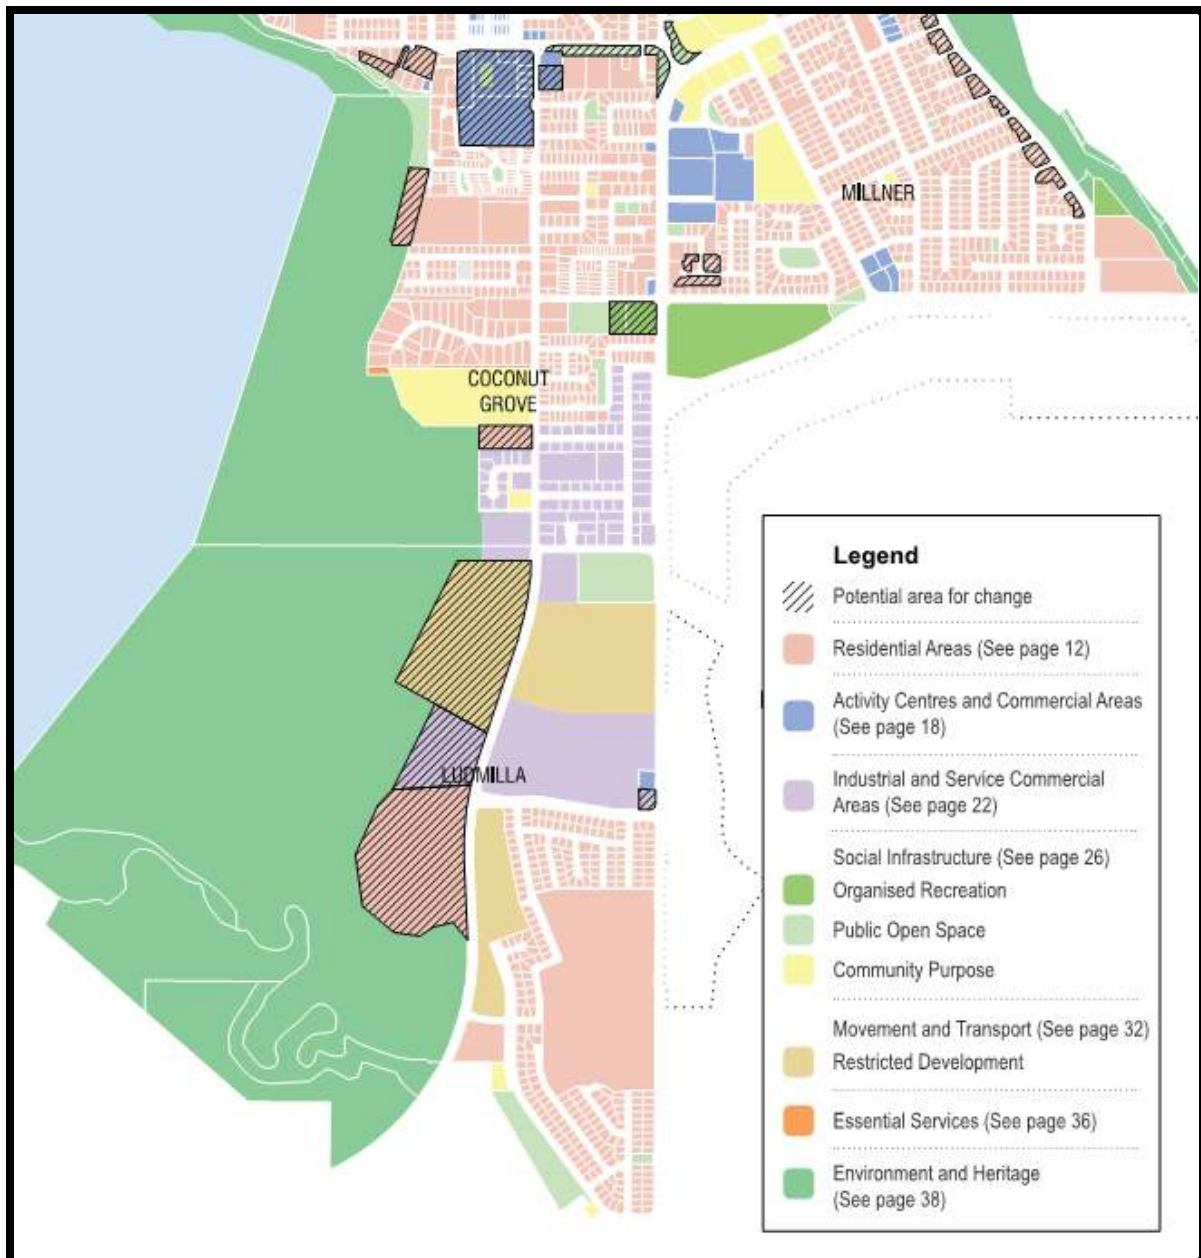 MILLNER
COCONUT
GROVE
LUDMILLA
Legend
Potential area for change
Residential Areas (See page 12)
Activity Centres and Commercial Areas
(See page 18)
Industrial and Service Commercial
Areas (See page 22)
Social Infrastructure (See page 26)
Organised Recreation
Public Open Space
Community Purpose
Movement and Transport (See page 32)
Restricted Development
Essential Services (See page 36)
Environment and Heritage
(See page 38)